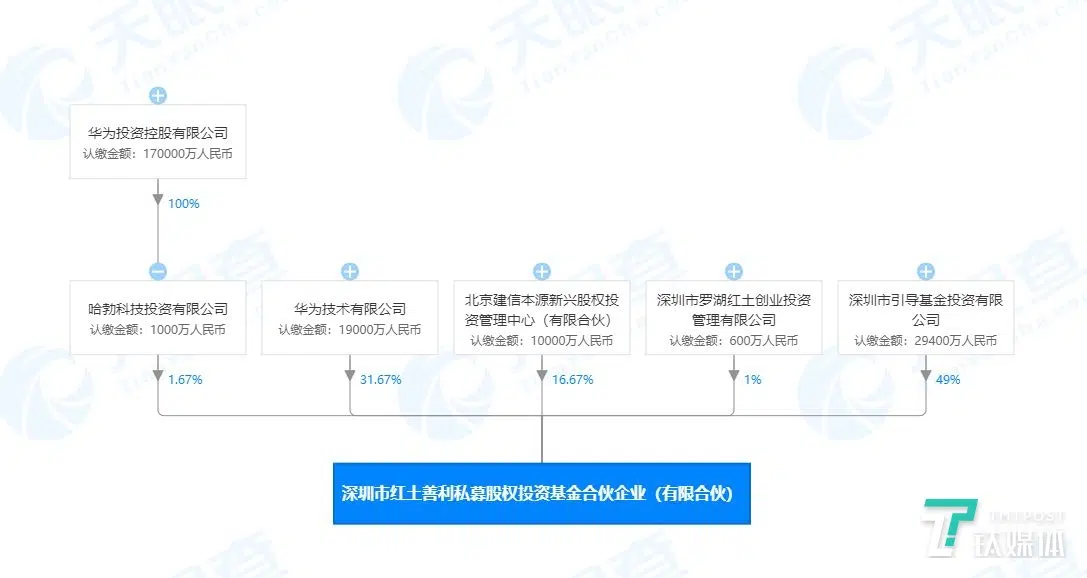 天眼查
TianYanCha.com
华为投资控股有限公司
认缴金额：170000万人民币
100%
哈勃科技投资有限公司
认缴金额：1000万人民币
华为技术有限公司
认缴金额：19000万人民币
北京建信本源新兴股权投
资管理中心（有限合伙）
认缴金额：10000万人民币
深圳市罗湖红土创业投资
管理有限公司
认缴金额：600万人民币
深圳市引导基金投资有限
公司
认缴金额：29400万人民币
1.67%
31.67%
16.67%
1%
49%
深圳市红土善利私募股权投资基金合伙企业（有限合伙）
TMTPOST
钛媒体